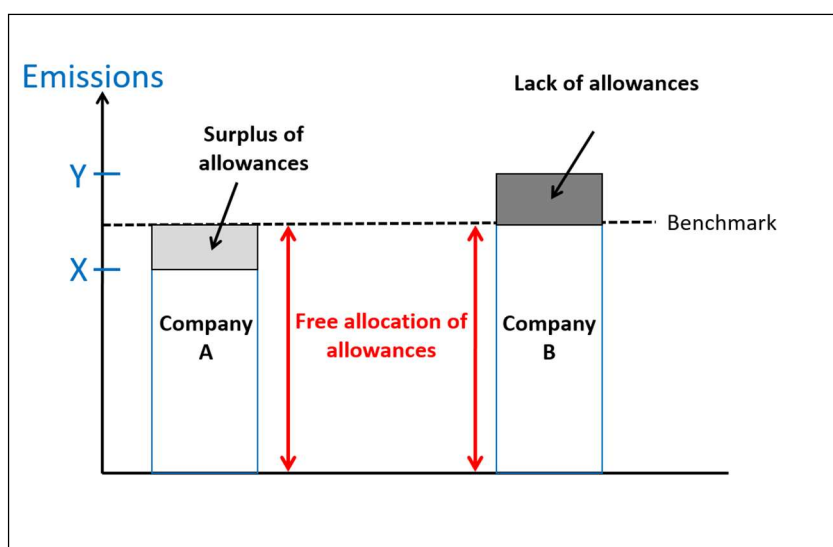 Emissions
Lack of allowances
Surplus of
allowances
Y
Benchmark
X
Company
A
Free allocation of
allowances
Company
B